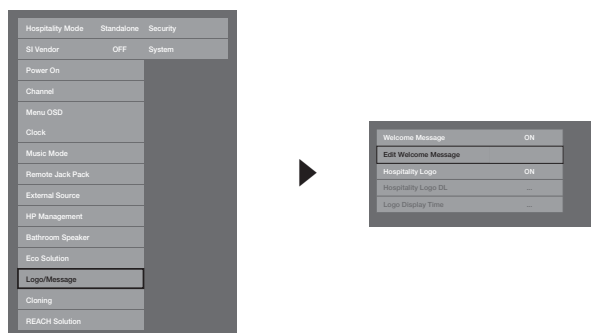 Hospitality Mode Standalone Security
SI Vendor OFF System
Power On
Channel
Menu OSD
Clock
Music Mode
Remote Jack Pack
External Source
HP Management
Bathroom Speaker
Eco Solution
Logo/Message
Cloning
REACH Solution
Welcome Message ON
Edit Welcome Message
Hospitality Logo ON
Hospitality Logo DL ...
Logo Display Time ...